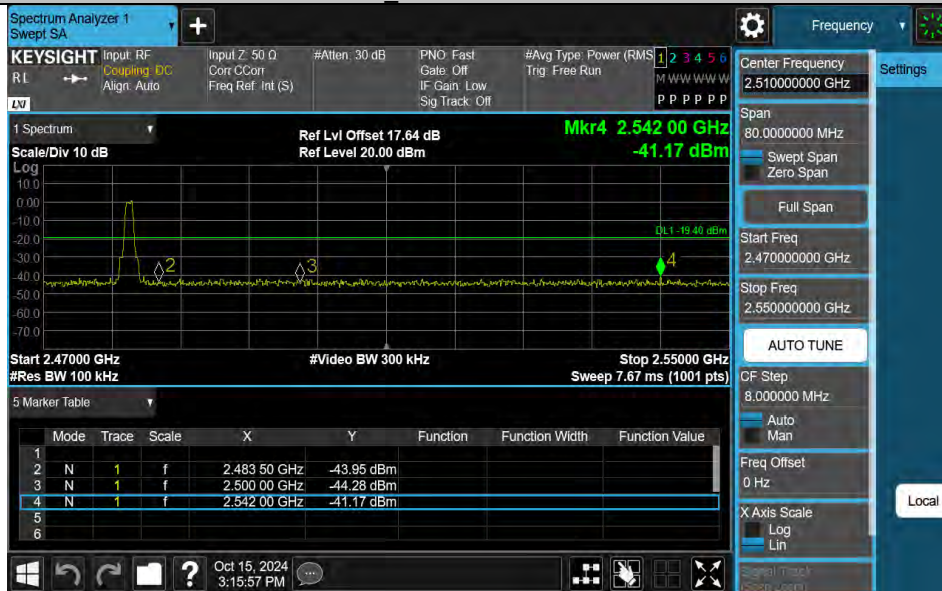 Spectrum Analyzer 1
Swept SA
+
Frequency
KEYSIGHT
RL
LXI
Input: RF
Coupling: DC
Align: Auto
Input Z: 50 Ω
Corr CCorr
Freq Ref: Int (S)
#Atten: 30 dB
PNO: Fast
Gate: Off
IF Gain: Low
Sig Track: Off
#Avg Type: Power (RMS
Trig: Free Run
1 2 3 4 5 6
M W W W W W
P P P P P P
Center Frequency
2.510000000 GHz
Settings
Span
80.0000000 MHz
Swept Span
Zero Span
Full Span
Start Freq
2.470000000 GHz
Stop Freq
2.550000000 GHz
AUTO TUNE
CF Step
8.000000 MHz
Auto
Man
Freq Offset
0 Hz
X Axis Scale
Log
Lin
Signal Track
Local
1 Spectrum
Scale/Div 10 dB
Ref Lvl Offset 17.64 dB
Ref Level 20.00 dBm
Mkr4 2.542 00 GHz
-41.17 dBm
Log
10.0
0.00
-10.0
-20.0
-30.0
-40.0
-50.0
-60.0
-70.0
DL1 -19.40 dBm
2
3
4
Start 2.47000 GHz
#Res BW 100 kHz
#Video BW 300 kHz
Stop 2.55000 GHz
Sweep 7.67 ms (1001 pts)
5 Marker Table
Mode Trace Scale X Y Function Function Width Function Value
1
2 N 1 f 2.483 50 GHz -43.95 dBm
3 N 1 f 2.500 00 GHz -44.28 dBm
4 N 1 f 2.542 00 GHz -41.17 dBm
5
6
?
Oct 15, 2024
3:15:57 PM